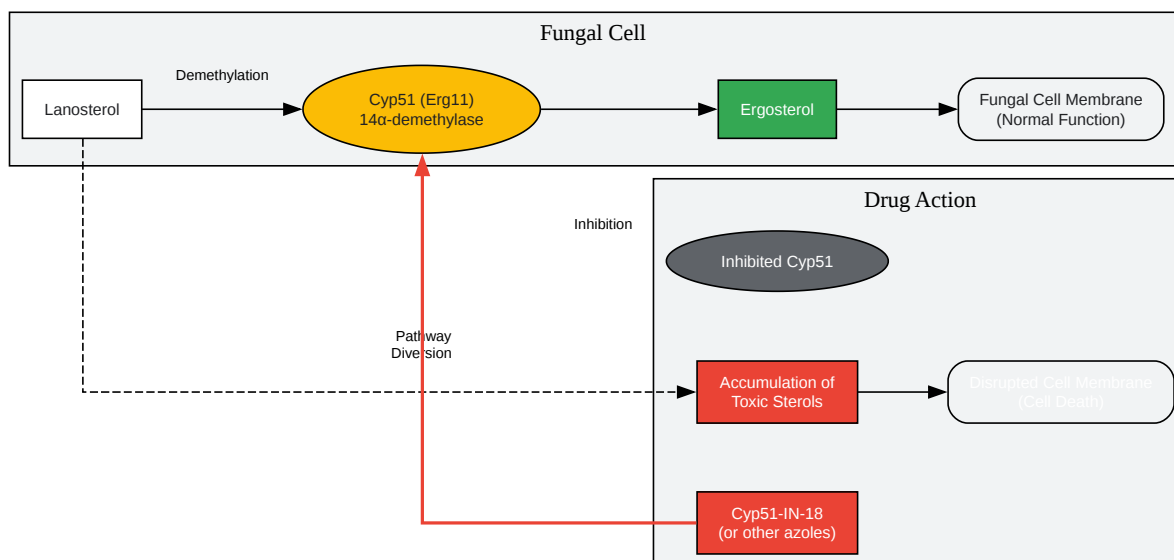 Fungal Cell
Demethylation
Lanosterol
Cyp51 (Erg11)
14α-demethylase
Ergosterol
Fungal Cell Membrane
(Normal Function)
Drug Action
Inhibition
Inhibited Cyp51
Pathway
Diversion
Accumulation of
Toxic Sterols
Disrupted Cell Membrane
(Cell Death)
Cyp51-IN-18
(or other azoles)